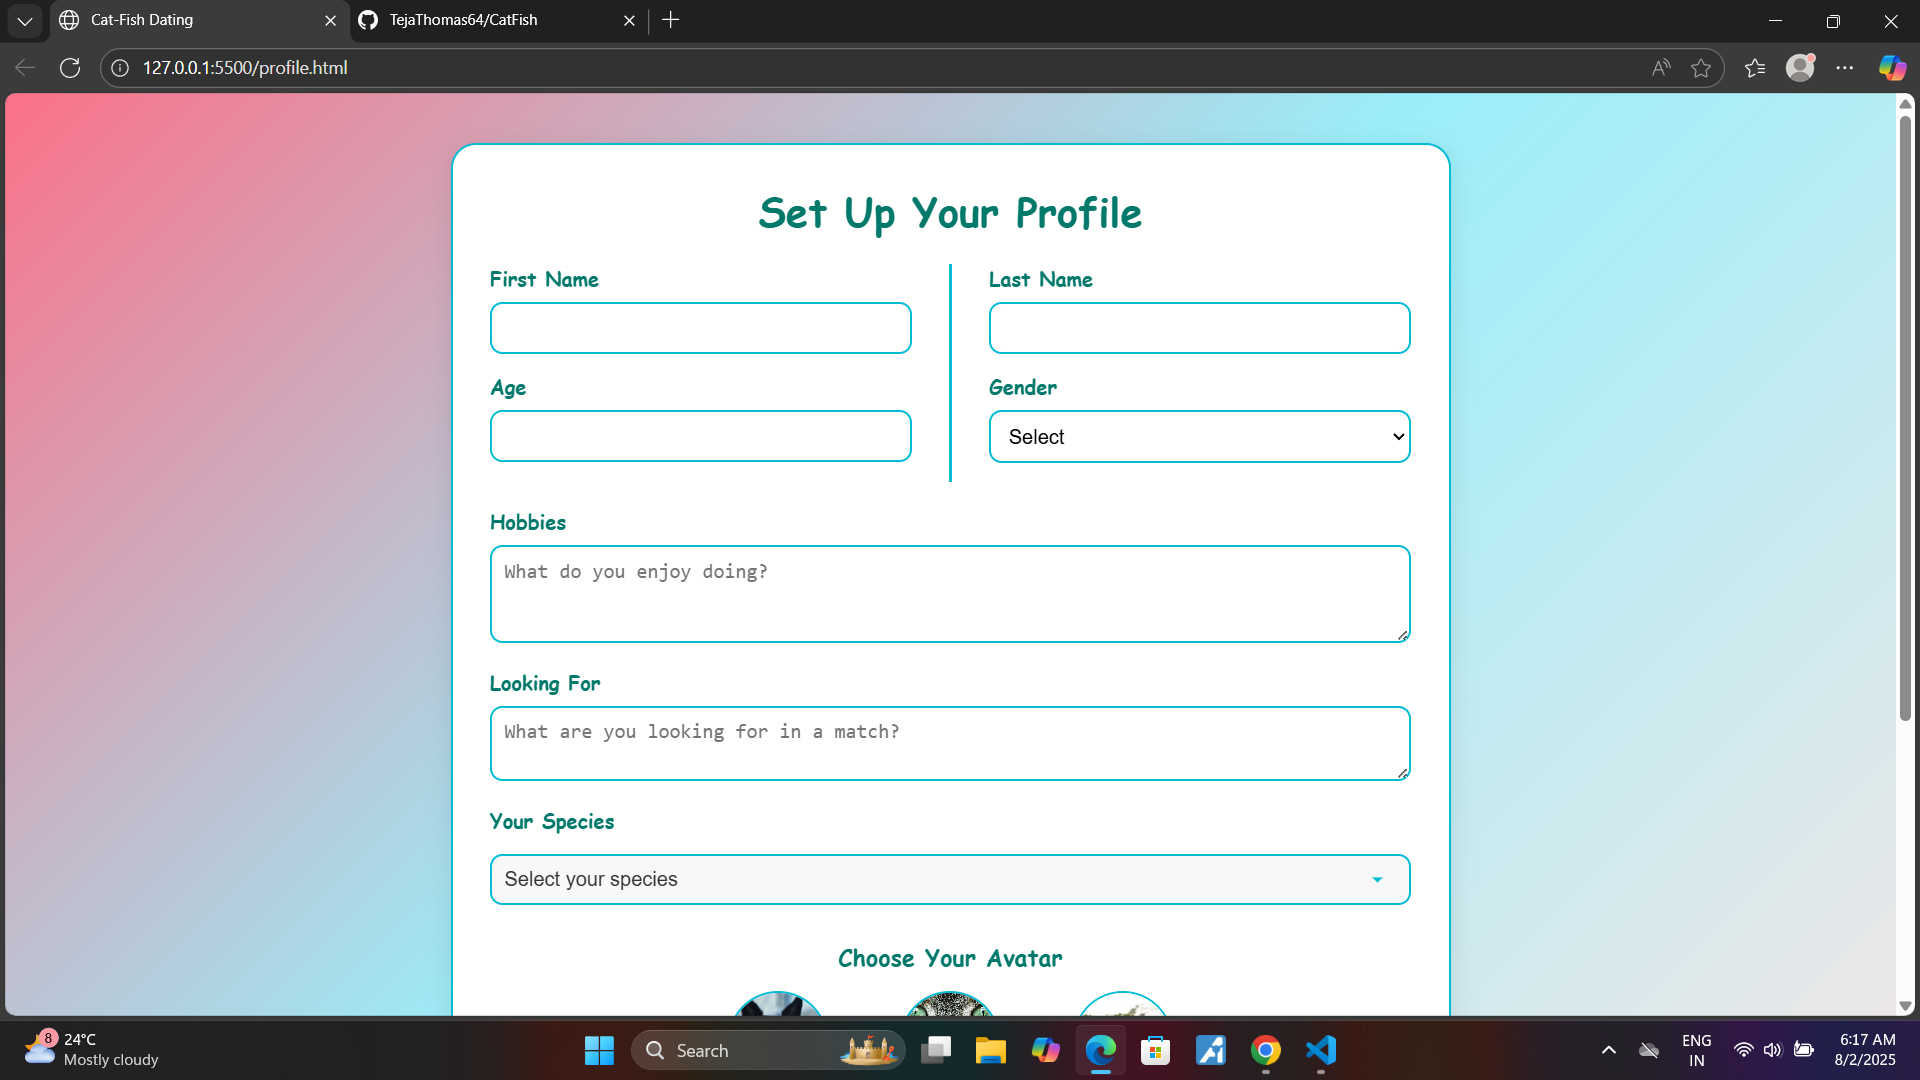 Cat-Fish Dating
TejaThomas64/CatFish
127.0.0.1:5500/profile.html
Set Up Your Profile
First Name
Last Name
Age
Gender
Select
Hobbies
What do you enjoy doing?
Looking For
What are you looking for in a match?
Your Species
Select your species
Choose Your Avatar
8
24°C
Mostly cloudy
Search
ENG
IN
6:17 AM
8/2/2025